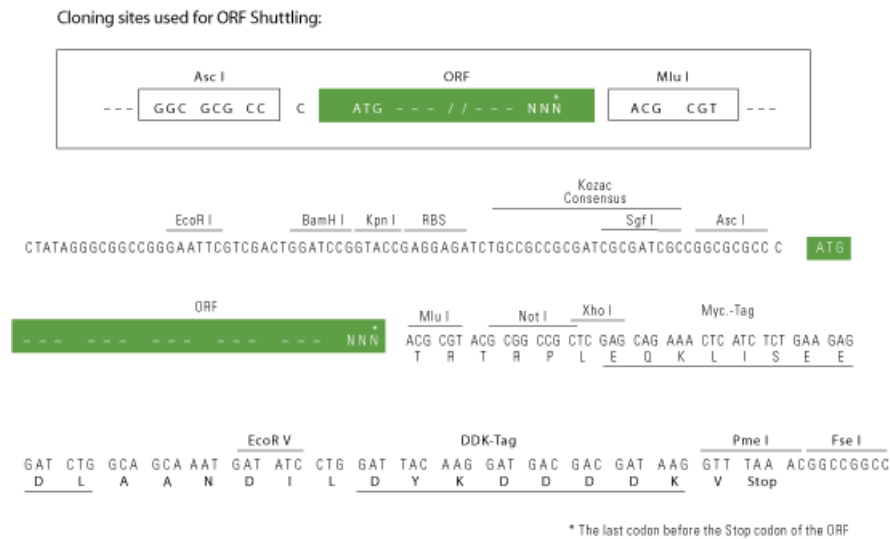 Cloning sites used for ORF Shuttling:
Asc I ORF Mlu I
*
--- GGC GCG CC C ATG --- // --- NNN ACG CGT ---
Kozac
Consensus
EcoR I BamH I Kpn I RBS Sgf I Asc I
CTATAGGGCGGCCGGGAATTCGTCGACTGGATCCGGTACCGAGGAGATCTGCCGCCGCGATCGCGATCGCCGGCGCGCC C ATG
ORF Mlu I Not I Xho I Myc.-Tag
*
--- --- --- --- --- NNN ACG CGT ACG CGG CCG CTC GAG CAG AAA CTC ATC TCT GAA GAG
T R T R P L E Q K L I S E E
EcoR V DDK-Tag Pme I Fse I
GAT CTG GCA GCA AAT GAT ATC CTG GAT TAC AAG GAT GAC GAC GAT AAG GTT TAA ACGGCCGGCC
D L A A N D I L D Y K D D D D K V Stop
* The last codon before the Stop codon of the ORF